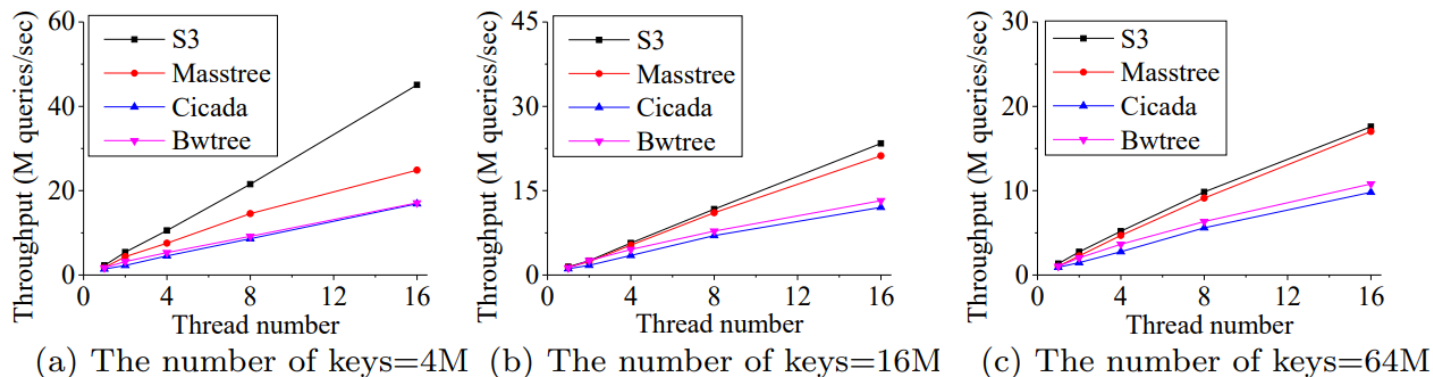 Throughput (M queries/sec)
60
40
20
0
S3
Masstree
Cicada
Bwtree
0 4 8 12 16
Thread number
(a) The number of keys=4M
Throughput (M queries/sec)
45
30
15
0
S3
Masstree
Cicada
Bwtree
0 4 8 12 16
Thread number
(b) The number of keys=16M
Throughput (M queries/sec)
30
20
10
0
S3
Masstree
Cicada
Bwtree
0 4 8 12 16
Thread number
(c) The number of keys=64M